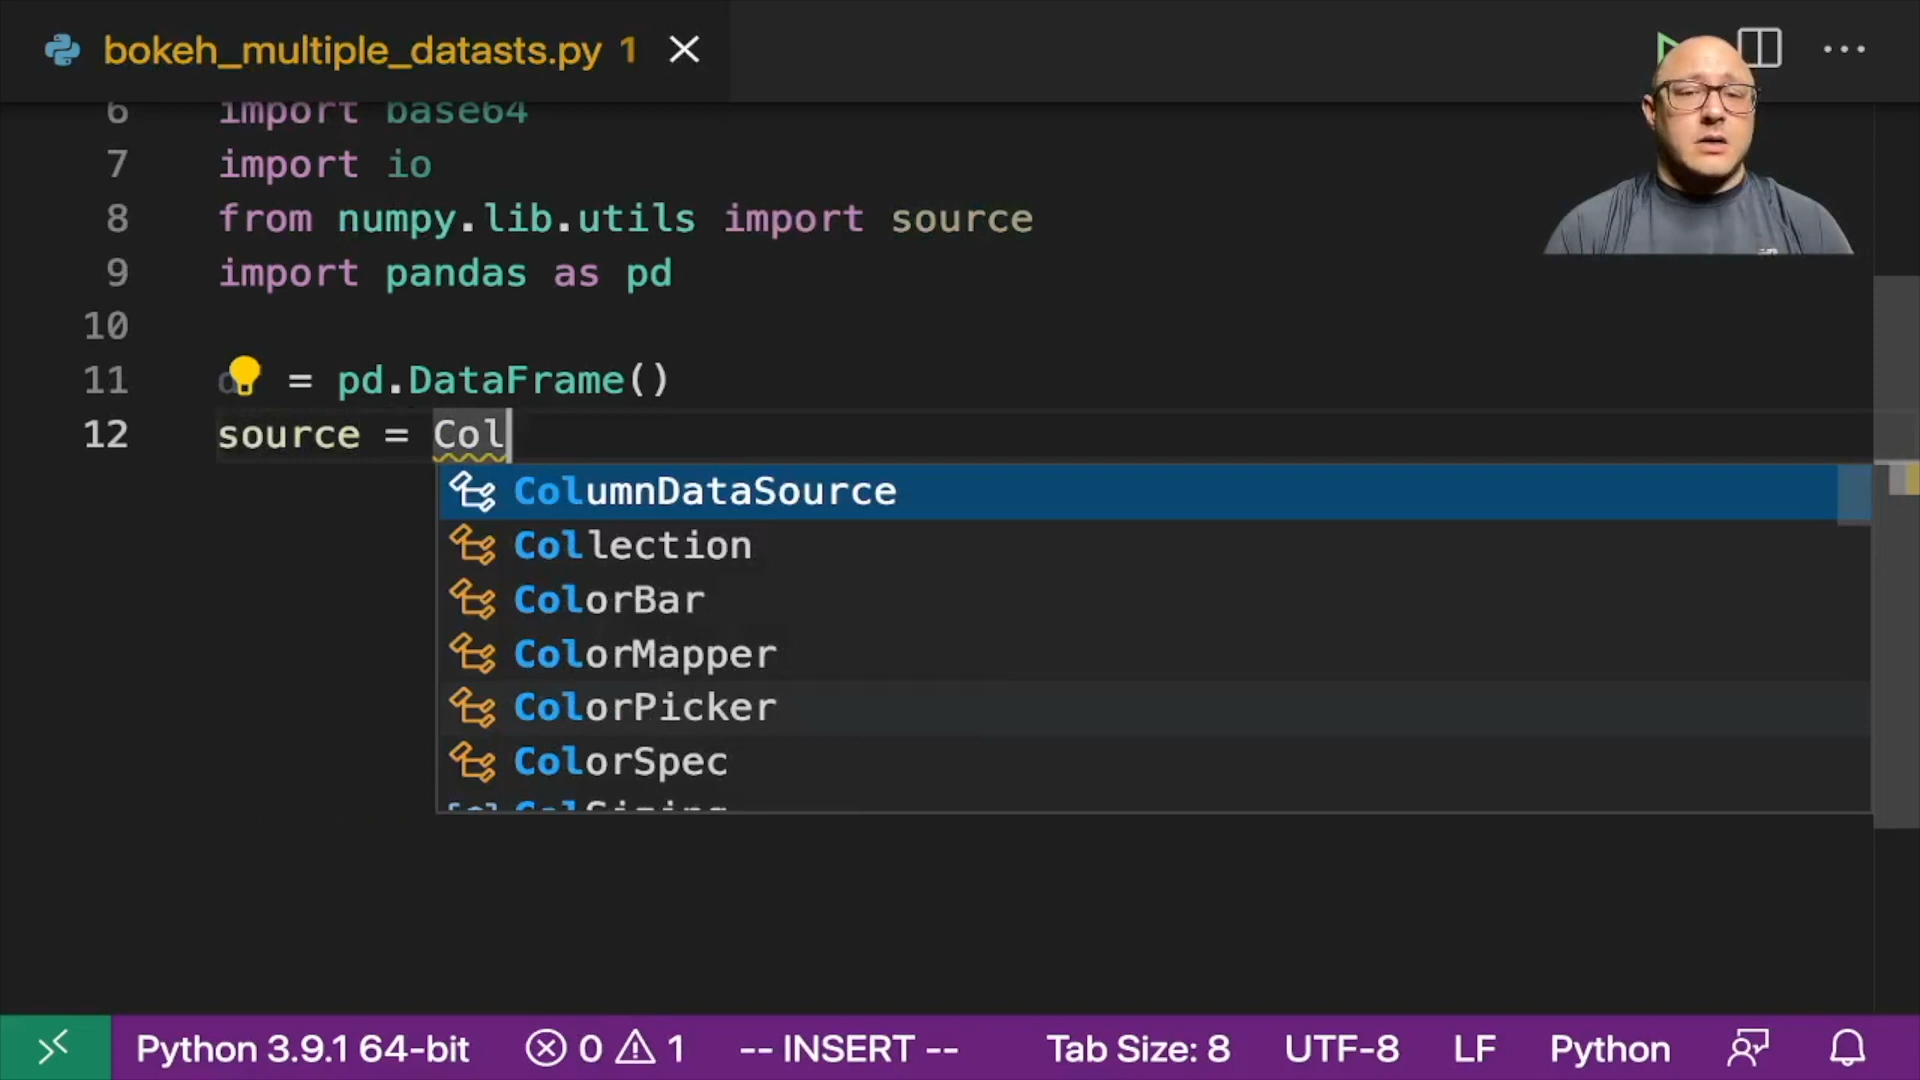 bokeh_multiple_datasts.py 1
6 import base64
7 import io
8 from numpy.lib.utils import source
9 import pandas as pd
10
11 = pd.DataFrame()
12 source = Col
ColumnDataSource
Collection
ColorBar
ColorMapper
ColorPicker
ColorSpec
ColSizing
Python 3.9.1 64-bit 0 1 -- INSERT -- Tab Size: 8 UTF-8 LF Python